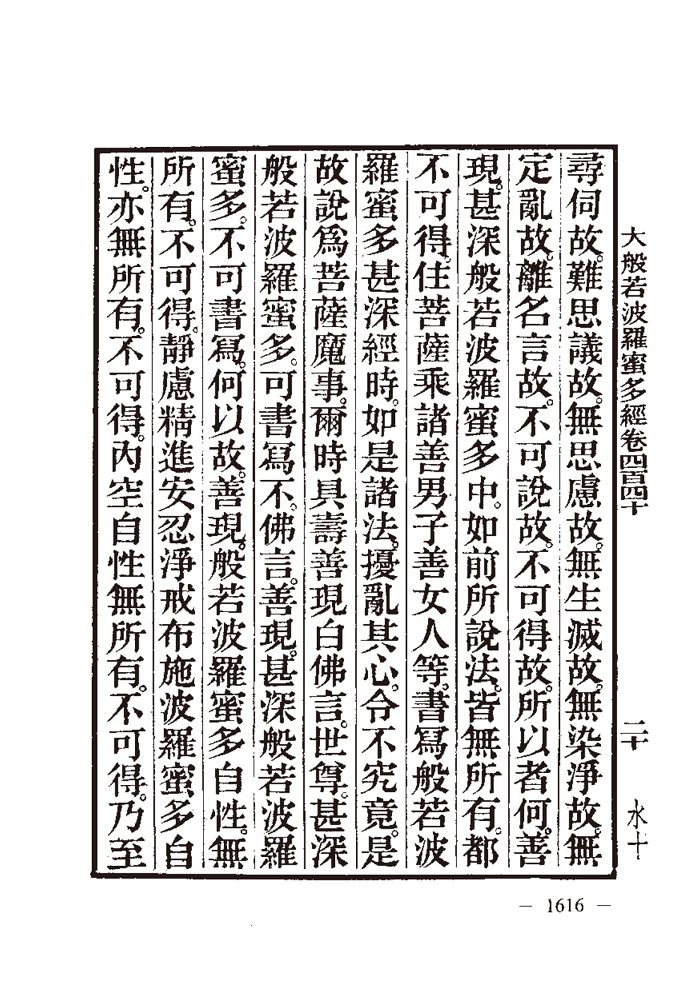 大般若波羅蜜多經卷四百四十
二十
水十
尋伺故。難思議故。無思慮故。無生滅故。無染淨故。無
定亂故。離名言故。不可說故。不可得故。所以者何。善
現。甚深般若波羅蜜多中。如前所說法。皆無所有。都
不可得。住菩薩乘諸善男子善女人等。書寫般若波
羅蜜多甚深經時。如是諸法。擾亂其心。令不究竟。是
故說為菩薩魔事。爾時具壽善現白佛言。世尊。甚深
般若波羅蜜多。可書寫不。佛言。善現。甚深般若波羅
蜜多。不可書寫。何以故。善現。般若波羅蜜多自性。無
所有。不可得。靜慮精進安忍淨戒布施波羅蜜多自
性。亦無所有。不可得。內空自性無所有。不可得。乃至
— 1616 —